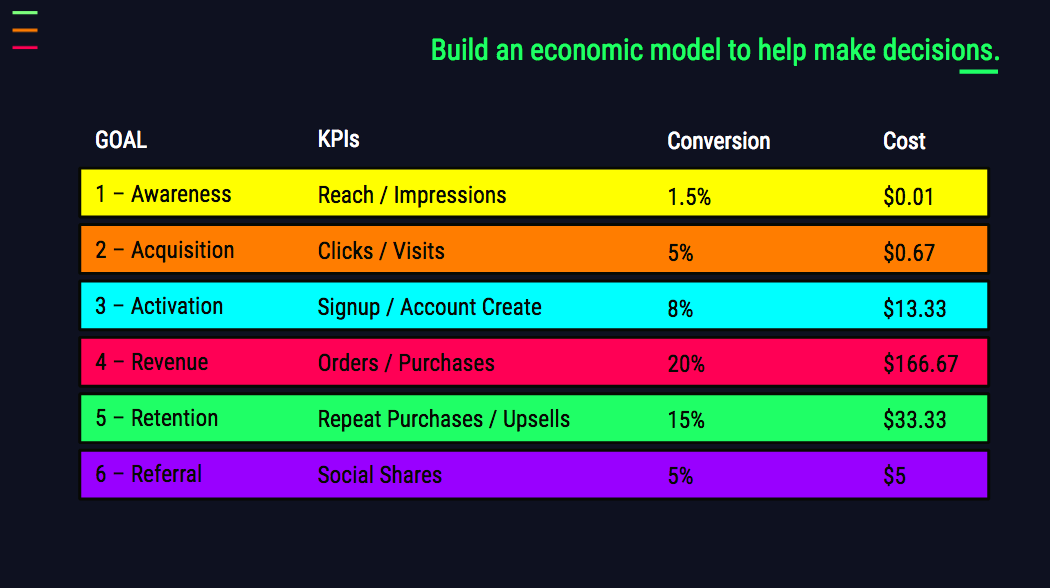 Build an economic model to help make decisions.
GOAL KPIs Conversion Cost
1 – Awareness Reach / Impressions 1.5% $0.01
2 – Acquisition Clicks / Visits 5% $0.67
3 – Activation Signup / Account Create 8% $13.33
4 – Revenue Orders / Purchases 20% $166.67
5 – Retention Repeat Purchases / Upsells 15% $33.33
6 – Referral Social Shares 5% $5